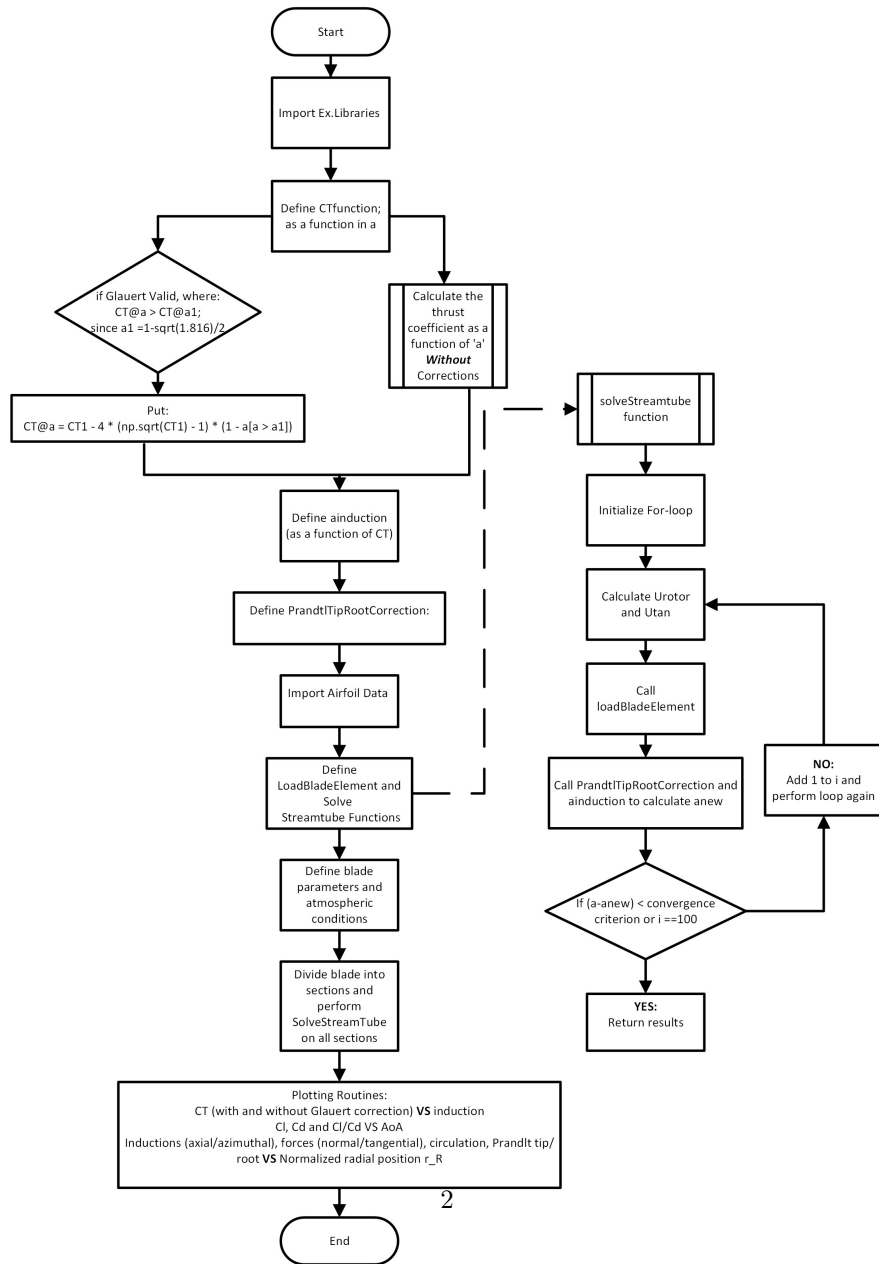 Start
Import Ex.Libraries
Define CTfunction;
as a function in a
if Glauert Valid, where:
CT@a > CT@a1;
since a1 =1-sqrt(1.816)/2
Calculate the
thrust
coefficient as a
function of 'a'
Without
Corrections
Put:
CT@a = CT1 - 4 * (np.sqrt(CT1) - 1) * (1 - a[a > a1])
Define ainduction
(as a function of CT)
Define PrandtlTipRootCorrection:
Import Airfoil Data
Define
LoadBladeElement and
Solve
Streamtube Functions
Define blade
parameters and
atmospheric
conditions
Divide blade into
sections and
perform
SolveStreamTube
on all sections
Plotting Routines:
CT (with and without Glauert correction) VS induction
Cl, Cd and Cl/Cd VS AoA
Inductions (axial/azimuthal), forces (normal/tangential), circulation, Prandlt tip/
root VS Normalized radial position r_R
End
solveStreamtube
function
Initialize For-loop
Calculate Urotor
and Utan
Call
loadBladeElement
Call PrandtlTipRootCorrection and
ainduction to calculate anew
If (a-anew) < convergence
criterion or i ==100
NO:
Add 1 to i and
perform loop again
YES:
Return results
2